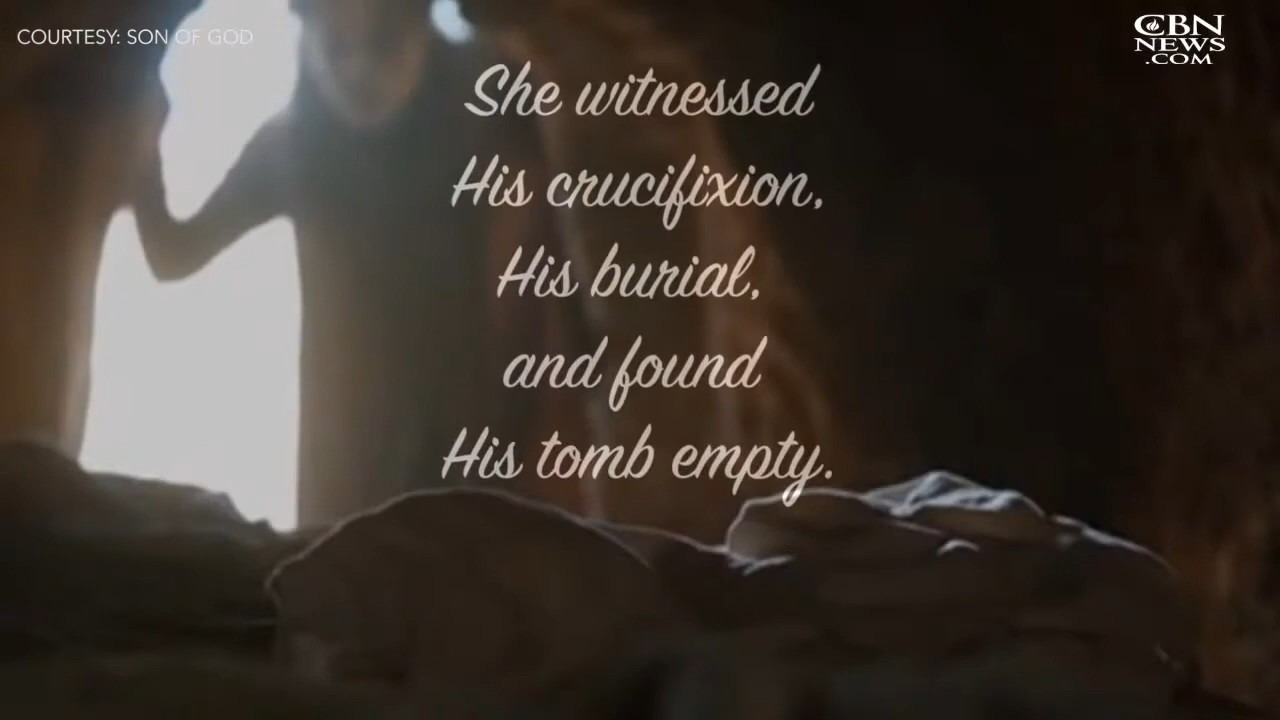 COURTESY: SON OF GOD
CBN
NEWS
.COM
She witnessed
His crucifixion,
His burial,
and found
His tomb empty.